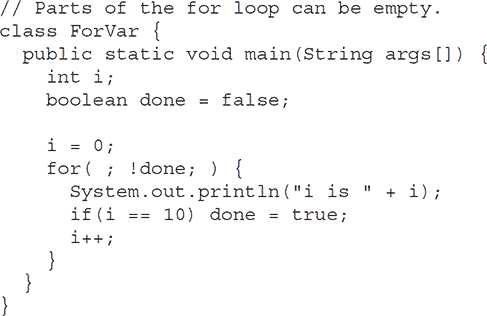 // Parts of the for loop can be empty.
class ForVar {
  public static void main(String args[]) {
    int i;
    boolean done = false;

    i = 0;
    for( ; !done; ) {
      System.out.println("i is " + i);
      if(i == 10) done = true;
      i++;
    }
  }
}